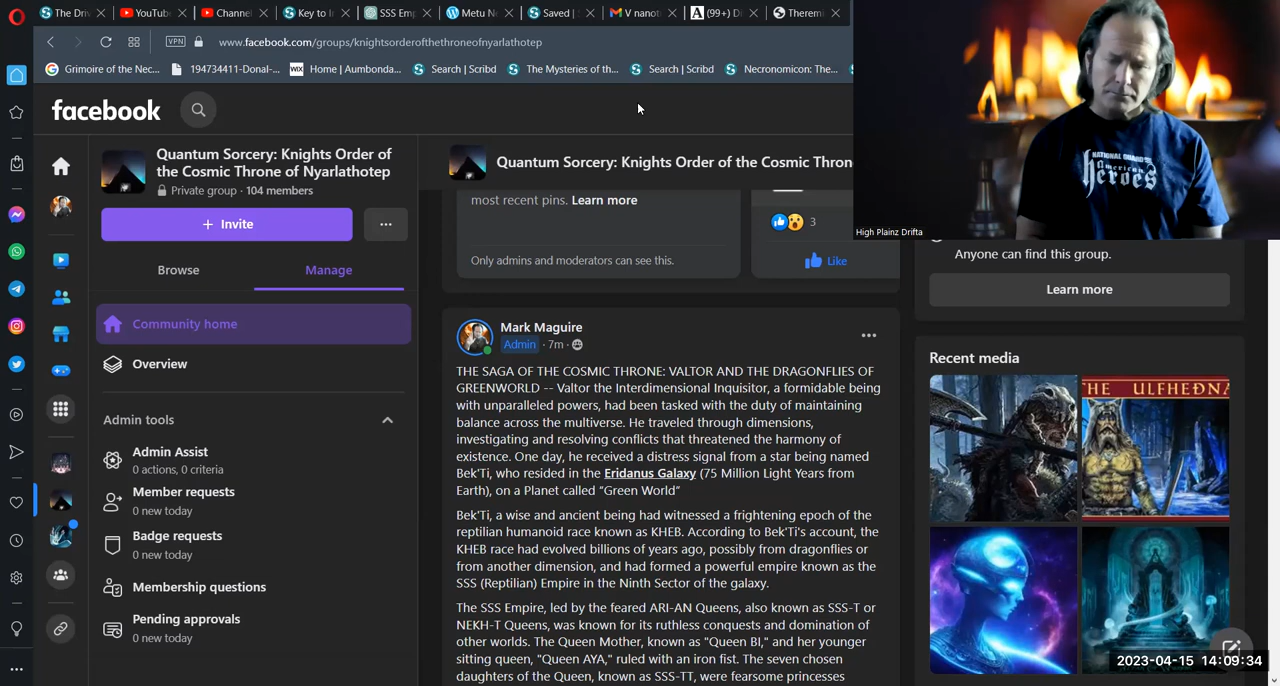 The Driv
YouTube
Channel
Key to I
SSS Emp
Metu Ne
Saved |
V nanot
(99+) D
Theremi
VPN
www.facebook.com/groups/knightsorderofthethroneofnyarlathotep
Grimoire of the Nec...
194734411-Donal-...
Home | Aumbonda...
Search | Scribd
The Mysteries of th...
Search | Scribd
Necronomicon: The...
NATIONAL GUARD'S
American
HEROES
High Plainz Drifta
facebook
Quantum Sorcery: Knights Order of
the Cosmic Throne of Nyarlathotep
Private group · 104 members
+ Invite
Browse
Manage
Community home
Overview
Admin tools
Admin Assist
0 actions, 0 criteria
Member requests
0 new today
Badge requests
0 new today
Membership questions
Pending approvals
0 new today
Quantum Sorcery: Knights Order of the Cosmic Throne
most recent pins. Learn more
Only admins and moderators can see this.
3
Like
Mark Maguire
Admin · 7m ·
THE SAGA OF THE COSMIC THRONE: VALTOR AND THE DRAGONFLIES OF
GREENWORLD -- Valtor the Interdimensional Inquisitor, a formidable being
with unparalleled powers, had been tasked with the duty of maintaining
balance across the multiverse. He traveled through dimensions,
investigating and resolving conflicts that threatened the harmony of
existence. One day, he received a distress signal from a star being named
Bek'Ti, who resided in the Eridanus Galaxy (75 Million Light Years from
Earth), on a Planet called “Green World”
Bek'Ti, a wise and ancient being had witnessed a frightening epoch of the
reptilian humanoid race known as KHEB. According to Bek'Ti's account, the
KHEB race had evolved billions of years ago, possibly from dragonflies or
from another dimension, and had formed a powerful empire known as the
SSS (Reptilian) Empire in the Ninth Sector of the galaxy.
The SSS Empire, led by the feared ARI-AN Queens, also known as SSS-T or
NEKH-T Queens, was known for its ruthless conquests and domination of
other worlds. The Queen Mother, known as "Queen BI," and her younger
sitting queen, "Queen AYA," ruled with an iron fist. The seven chosen
daughters of the Queen, known as SSS-TT, were fearsome princesses
Anyone can find this group.
Learn more
Recent media
THE ULFHEDNA
2023-04-15 14:09:34